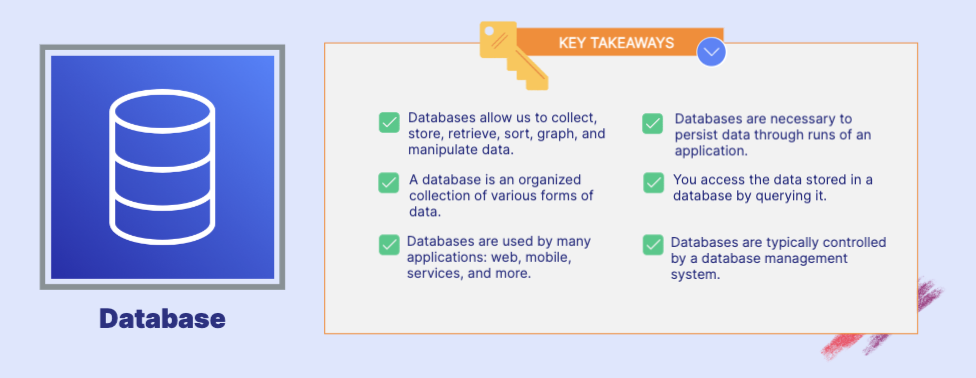 KEY TAKEAWAYS
Databases allow us to collect,
store, retrieve, sort, graph, and
manipulate data.
A database is an organized
collection of various forms of
data.
Databases are used by many
applications: web, mobile,
services, and more.
Databases are necessary to
persist data through runs of an
application.
You access the data stored in a
database by querying it.
Databases are typically controlled
by a database management
system.
Database